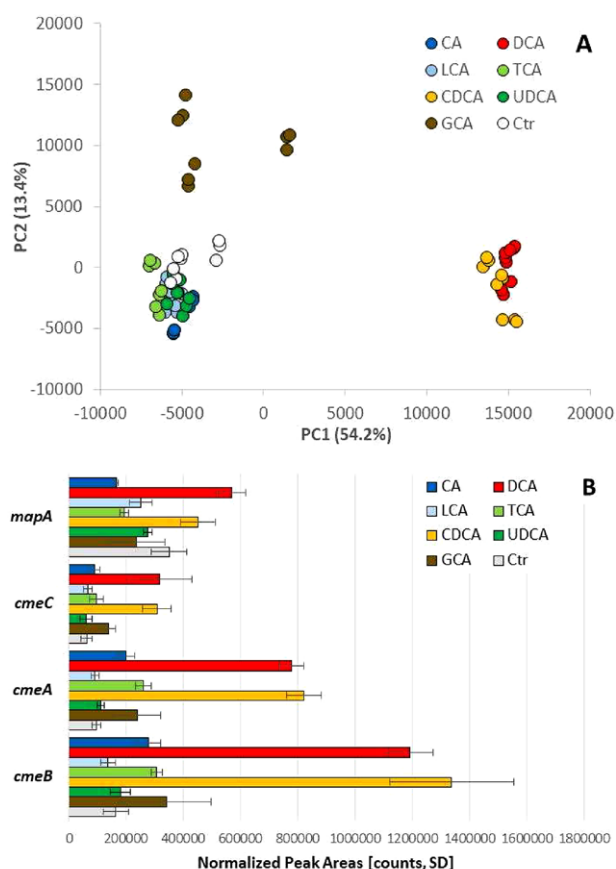 A
CA DCA
LCA TCA
CDCA UDCA
GCA Ctr
PC2 (13.4%)
20000
15000
10000
5000
0
-5000
-10000
-10000 -5000 0 5000 10000 15000 20000
PC1 (54.2%)
B
CA DCA
LCA TCA
CDCA UDCA
GCA Ctr
mapA
cmeC
cmeA
cmeB
0 200000 400000 600000 800000 1000000 1200000 1400000 1600000 1800000
Normalized Peak Areas [counts, SD]